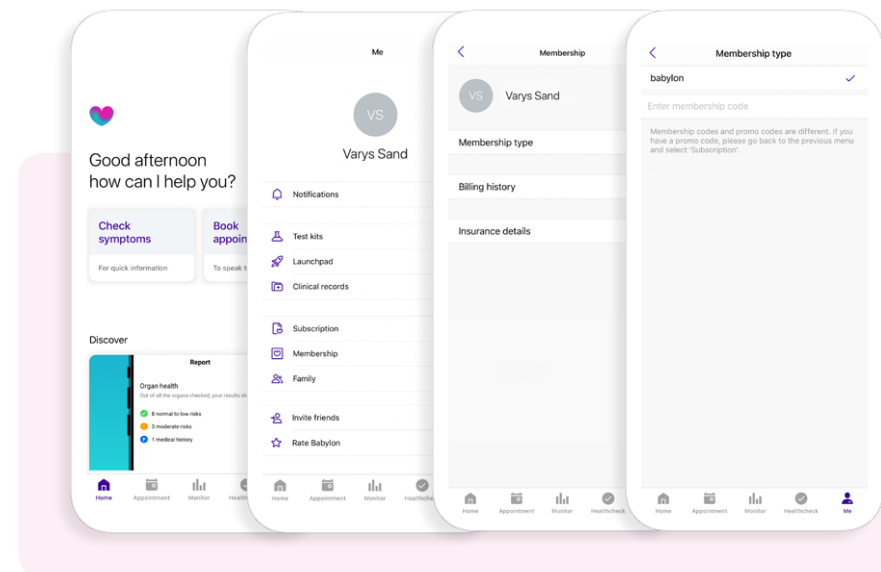 Good afternoon
how can I help you?
Check
symptoms
For quick information
Book
To speak
Discover
Report
Organ health
Out of all the organs checked, your results
8 normal to low risks
3 moderate risks
1 medical history
Home
Appointment
Monitor
Me
VS
Varys Sand
Notifications
Test kits
Launchpad
Clinical records
Subscription
Membership
Family
Invite friends
Rate Babylon
Home
Appointment
Monitor
Membership
VS
Varys Sand
Membership type
Billing history
Insurance details
Home
Appointment
Monitor
Healthcheck
Membership type
babylon
Enter membership code
Membership codes and promo codes are different. If you
have a promo code, please go back to the previous menu
and select 'Subscription'.
Home
Appointment
Monitor
Healthcheck
Me